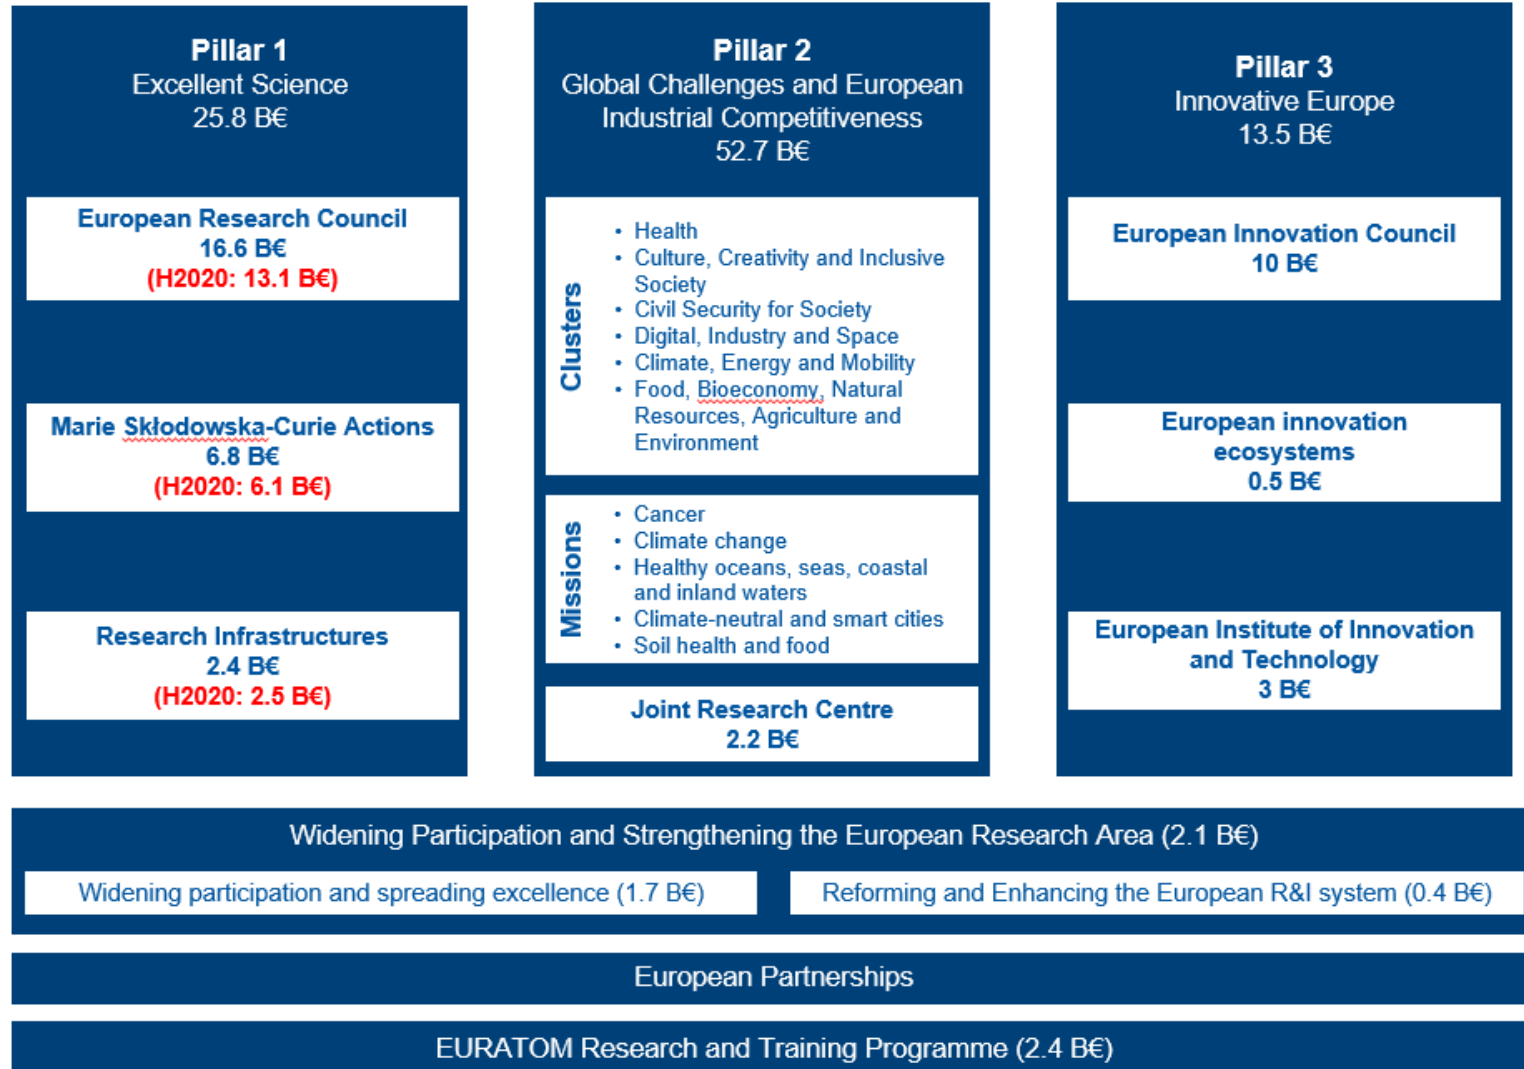 Pillar 1
Excellent Science
25.8 B€
European Research Council
16.6 B€
(H2020: 13.1 B€)
Marie Skłodowska-Curie Actions
6.8 B€
(H2020: 6.1 B€)
Research Infrastructures
2.4 B€
(H2020: 2.5 B€)
Pillar 2
Global Challenges and European
Industrial Competitiveness
52.7 B€
Clusters
• Health
• Culture, Creativity and Inclusive
Society
• Civil Security for Society
• Digital, Industry and Space
• Climate, Energy and Mobility
• Food, Bioeconomy, Natural
Resources, Agriculture and
Environment
Missions
• Cancer
• Climate change
• Healthy oceans, seas, coastal
and inland waters
• Climate-neutral and smart cities
• Soil health and food
Joint Research Centre
2.2 B€
Pillar 3
Innovative Europe
13.5 B€
European Innovation Council
10 B€
European innovation
ecosystems
0.5 B€
European Institute of Innovation
and Technology
3 B€
Widening Participation and Strengthening the European Research Area (2.1 B€)
Widening participation and spreading excellence (1.7 B€)
Reforming and Enhancing the European R&I system (0.4 B€)
European Partnerships
EURATOM Research and Training Programme (2.4 B€)